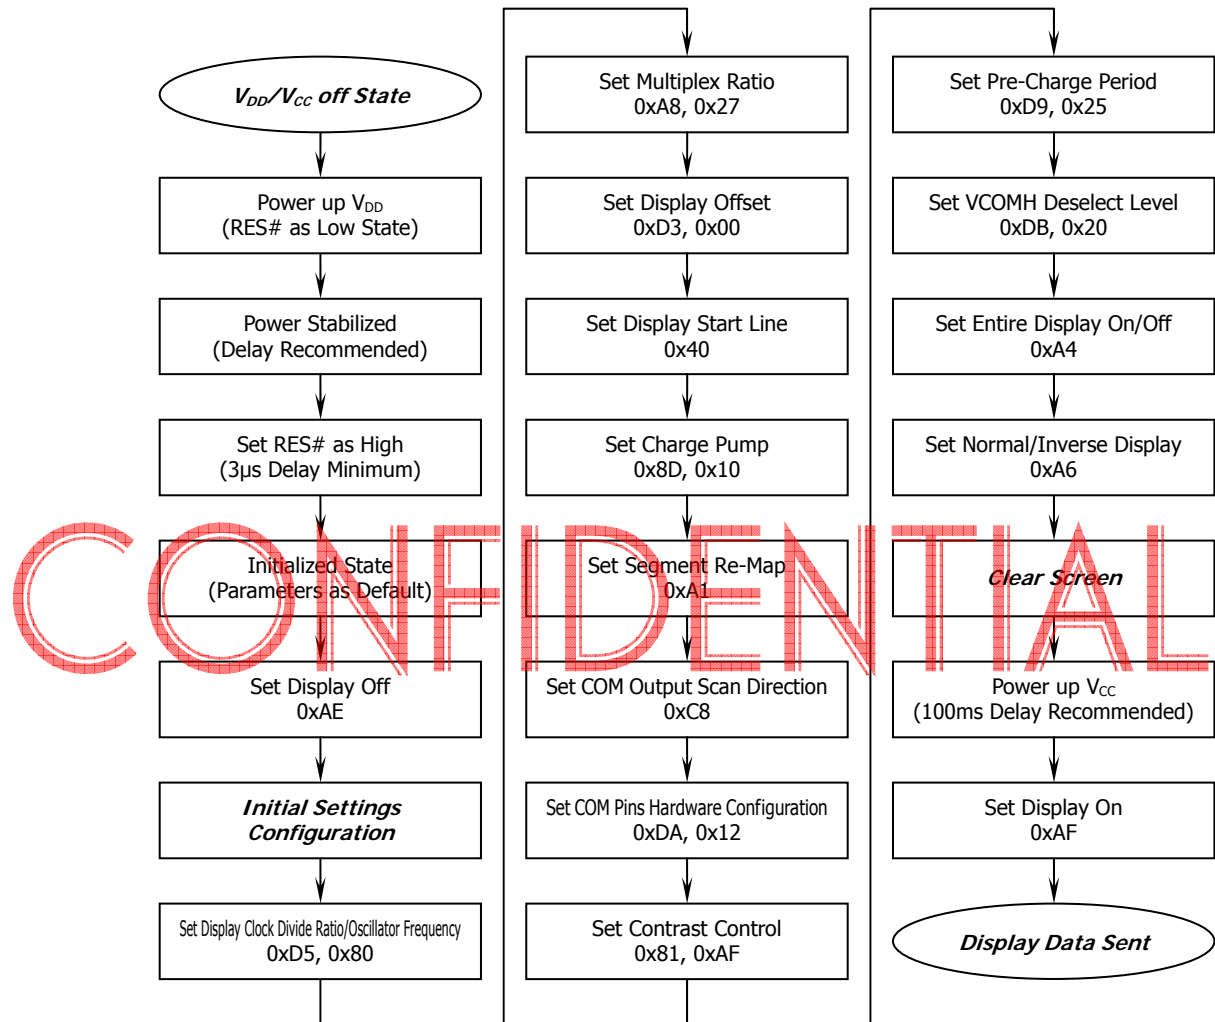 V_DD/V_CC off State
Power up V_DD
(RES# as Low State)
Power Stabilized
(Delay Recommended)
Set RES# as High
(3µs Delay Minimum)
Initialized State
(Parameters as Default)
Set Display Off
0xAE
Initial Settings
Configuration
Set Display Clock Divide Ratio/Oscillator Frequency
0xD5, 0x80
Set Multiplex Ratio
0xA8, 0x27
Set Display Offset
0xD3, 0x00
Set Display Start Line
0x40
Set Charge Pump
0x8D, 0x10
Set Segment Re-Map
0xA1
Set COM Output Scan Direction
0xC8
Set COM Pins Hardware Configuration
0xDA, 0x12
Set Contrast Control
0x81, 0xAF
Set Pre-Charge Period
0xD9, 0x25
Set VCOMH Deselect Level
0xDB, 0x20
Set Entire Display On/Off
0xA4
Set Normal/Inverse Display
0xA6
Clear Screen
Power up V_CC
(100ms Delay Recommended)
Set Display On
0xAF
Display Data Sent
CONFIDENTIAL